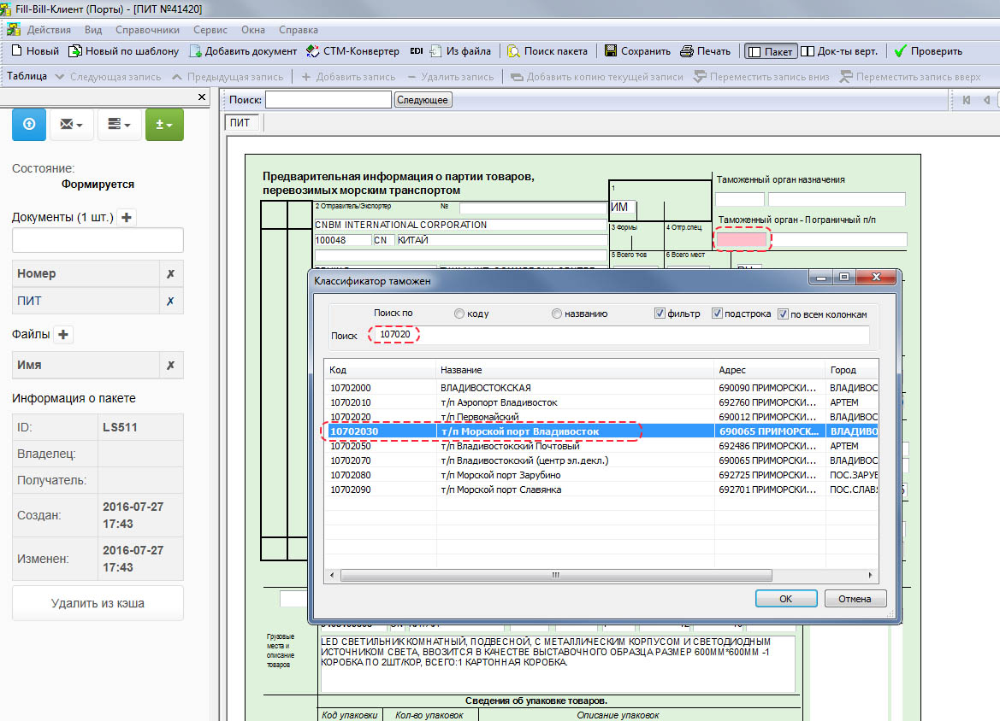 Fill-Bill-Клиент (Порты) - [ПИТ №41420]
Действия Вид Справочники Сервис Окна Справка
Новый Новый по шаблону Добавить документ СТМ-Конвертер EDI Из файла Поиск пакета Сохранить Печать Пакет Док-ты верт. Проверить
Таблица Следующая запись Предыдущая запись Добавить запись Удалить запись Добавить копию текущей записи Переместить запись вниз Переместить запись вверх
Поиск: Следующее
ПИТ
Состояние:
Формируется
Документы (1 шт.)
Номер
ПИТ
Файлы
Имя
Информация о пакете
ID: LS511
Владелец:
Получатель:
Создан: 2016-07-27 17:43
Изменен: 2016-07-27 17:43
Удалить из кэша
Предварительная информация о партии товаров,
перевозимых морским транспортом
1
ИМ
Таможенный орган назначения
2 Отправитель/Экспортер №
Таможенный орган - Пограничный п/п
CNBM INTERNATIONAL CORPORATION
3 Формы 4 Отгр.спец.
100048 CN КИТАЙ
5 Всего т-ов 6 Всего мест
Классификатор таможен
Поиск по коду названию фильтр подстрока по всем колонкам
Поиск 107020
Код Название Адрес Город
10702000 ВЛАДИВОСТОКСКАЯ 690090 ПРИМОРСКИ... ВЛАДИВОС
10702010 т/п Аэропорт Владивосток 692760 ПРИМОРСКИ... АРТЕМ
10702020 т/п Первомайский 690012 ПРИМОРСКИ... ВЛАДИВОС
10702030 т/п Морской порт Владивосток 690065 ПРИМОРСК... ВЛАДИВО
10702050 т/п Владивостокский Почтовый 692486 ПРИМОРСКИ... АРТЕМ
10702070 т/п Владивостокский (центр эл.декл.) 690065 ПРИМОРСКИ... ВЛАДИВОС
10702080 т/п Морской порт Зарубино 692725 ПРИМОРСКИ... ПОС.ЗАРУБ
10702090 т/п Морской порт Славянка 692701 ПРИМОРСКИ... ПОС.СЛАВЯ
OK Отмена
Грузовые
места и
описание
товаров
LED СВЕТИЛЬНИК КОМНАТНЫЙ, ПОДВЕСНОЙ, С МЕТАЛЛИЧЕСКИМ КОРПУСОМ И СВЕТОДИОДНЫМ
ИСТОЧНИКОМ СВЕТА, ВВОЗИТСЯ В КАЧЕСТВЕ ВЫСТАВОЧНОГО ОБРАЗЦА РАЗМЕР 600ММ*600ММ -1
КОРОБКА ПО 2ШТ/КОР, ВСЕГО:1 КАРТОННАЯ КОРОБКА.
Сведения об упаковке товаров.
Код упаковки Кол-во упаковок Описание упаковок